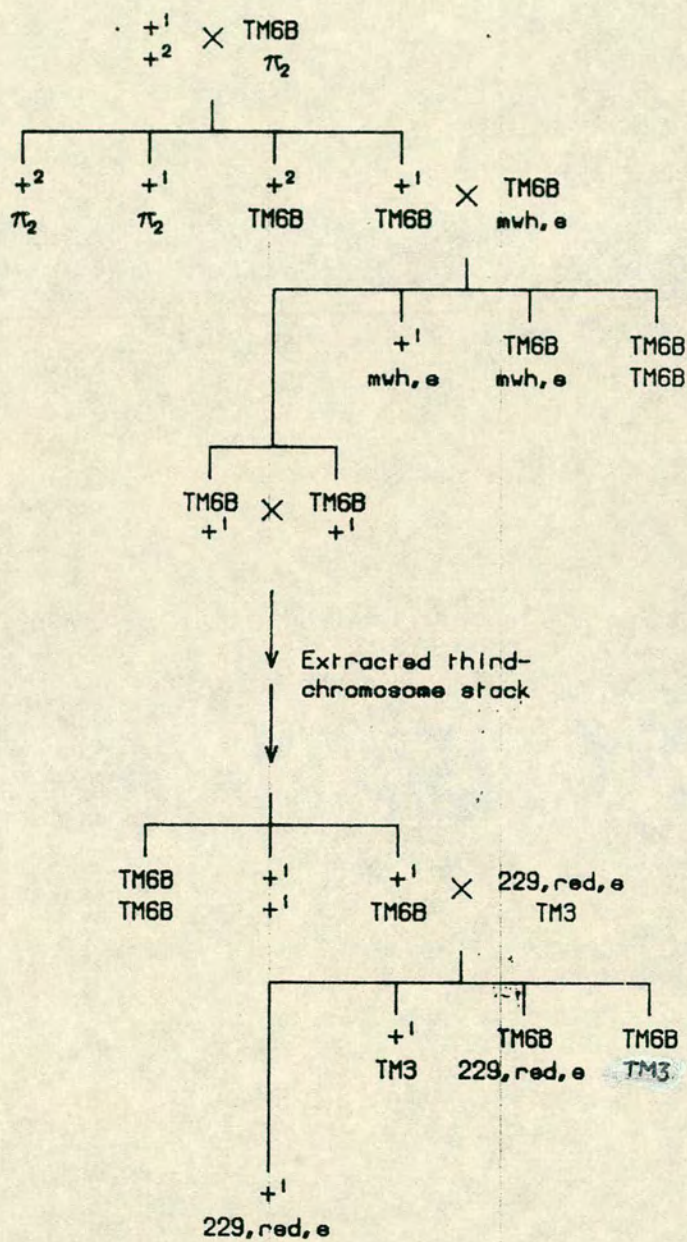 +¹ × TM6B
+² π₂
+² +¹ +² +¹ × TM6B
π₂ π₂ TM6B TM6B mwh,e
+¹ TM6B TM6B
mwh,e mwh,e TM6B
TM6B × TM6B
+¹ +¹
Extracted third-
chromosome stack
TM6B +¹ +¹ × 229,red,e
TM6B +¹ TM6B TM3
+¹ TM6B TM6B
TM3 229,red,e TM3
+¹
229,red,e